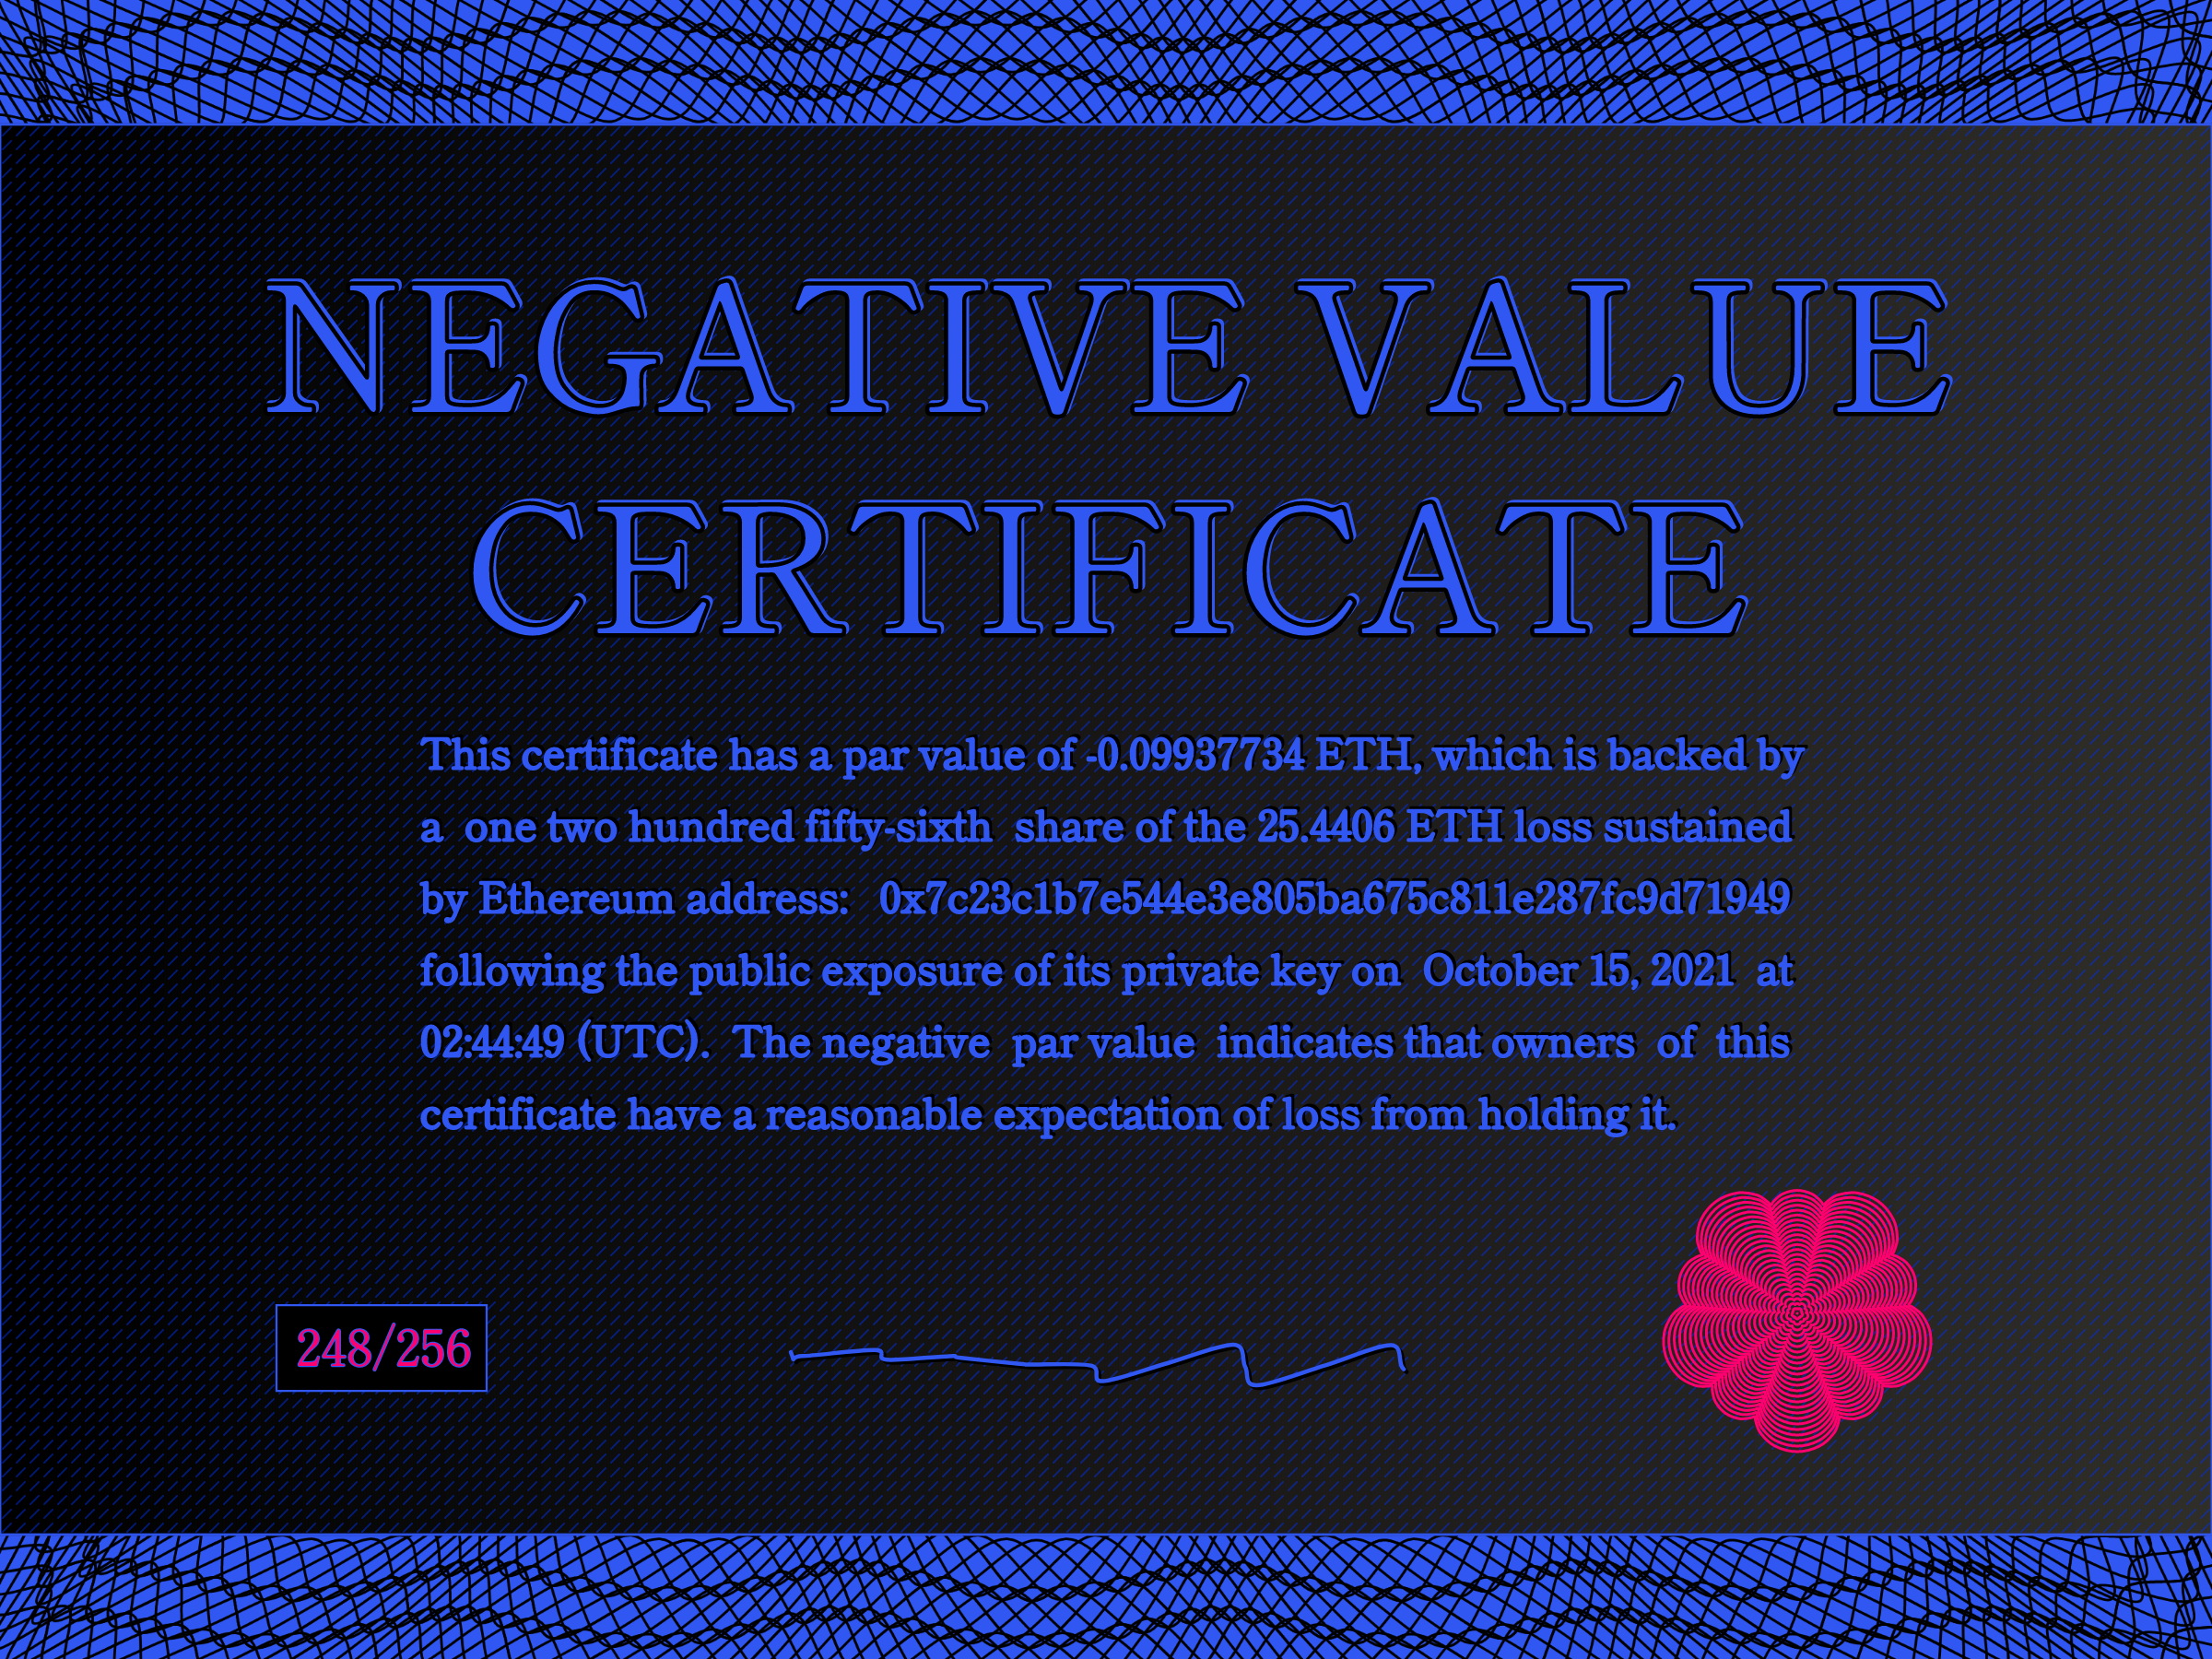 NEGATIVE VALUE
CERTIFICATE
This certificate has a par value of -0.09937734 ETH, which is backed by
a one two hundred fifty-sixth share of the 25.4406 ETH loss sustained
by Ethereum address: 0x7c23c1b7e544e3e805ba675c811e287fc9d71949
following the public exposure of its private key on October 15, 2021 at
02:44:49 (UTC). The negative par value indicates that owners of this
certificate have a reasonable expectation of loss from holding it.
248/256